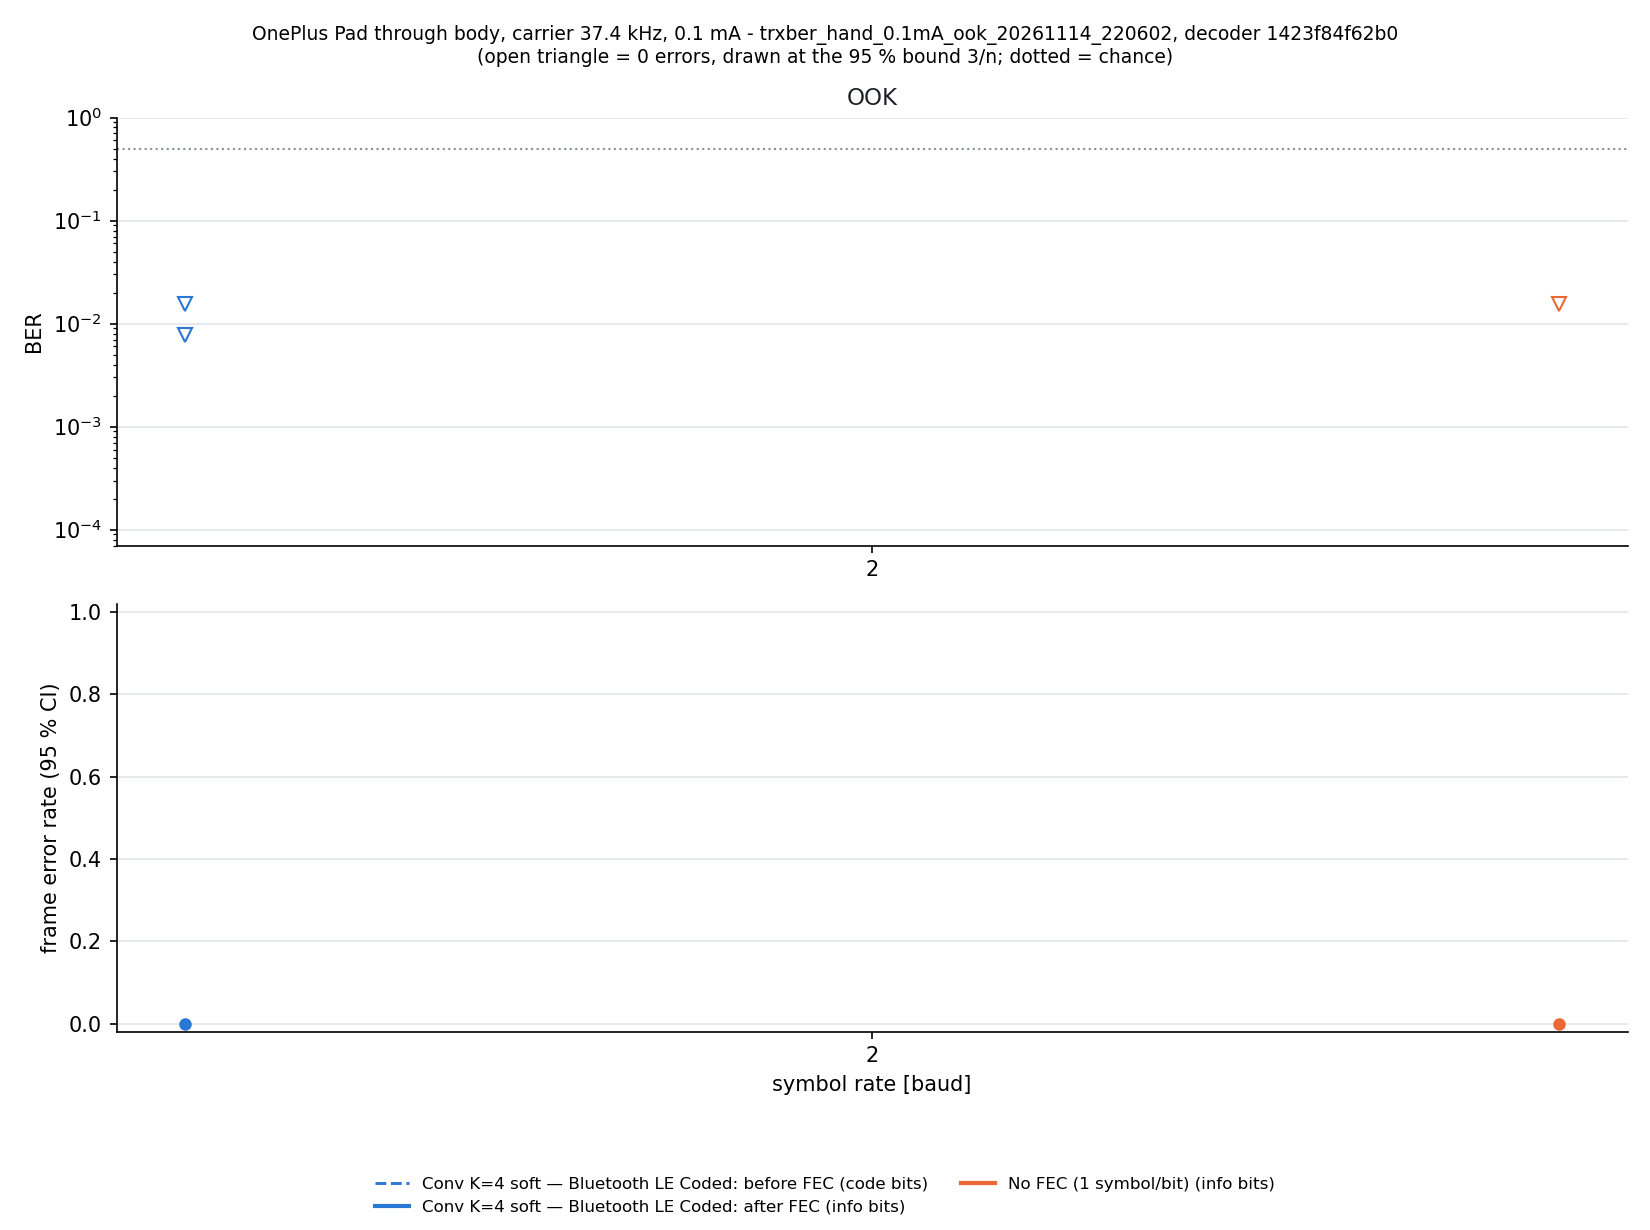 OnePlus Pad through body, carrier 37.4 kHz, 0.1 mA - trxber_hand_0.1mA_ook_20261114_220602, decoder 1423f84f62b0
(open triangle = 0 errors, drawn at the 95 % bound 3/n; dotted = chance)
OOK
10⁰
10⁻¹
10⁻²
10⁻³
10⁻⁴
BER
2
1.0
0.8
0.6
0.4
0.2
0.0
frame error rate (95 % CI)
2
symbol rate [baud]
Conv K=4 soft — Bluetooth LE Coded: before FEC (code bits)
Conv K=4 soft — Bluetooth LE Coded: after FEC (info bits)
No FEC (1 symbol/bit) (info bits)